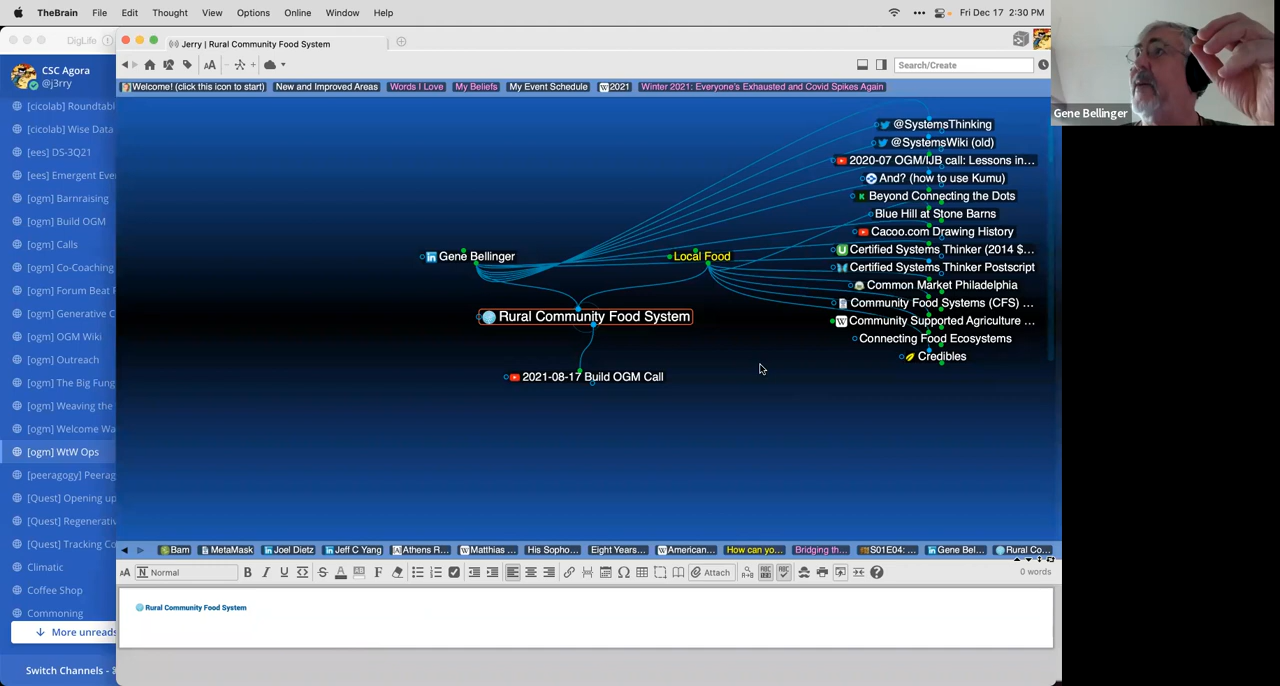 TheBrain File Edit Thought View Options Online Window Help
Fri Dec 17 2:30 PM
DigLife
Jerry | Rural Community Food System
CSC Agora
@j3rry
Search/Create
Welcome! (click this icon to start) New and Improved Areas Words I Love My Beliefs My Event Schedule 2021 Winter 2021: Everyone's Exhausted and Covid Spikes Again
Gene Bellinger
[cicolab] Roundtab
[cicolab] Wise Data
[ees] DS-3Q21
[ees] Emergent Eve
[ogm] Barnraising
[ogm] Build OGM
[ogm] Calls
[ogm] Co-Coaching
[ogm] Forum Beat
[ogm] Generative C
[ogm] OGM Wiki
[ogm] Outreach
[ogm] The Big Fung
[ogm] Weaving the
[ogm] Welcome Wa
[ogm] WtW Ops
[peeragogy] Peerag
[Quest] Opening up
[Quest] Regenerativ
[Quest] Tracking Co
Climatic
Coffee Shop
Commoning
More unreads
Switch Channels -
@SystemsThinking
@SystemsWiki (old)
2020-07 OGM/IJB call: Lessons in...
And? (how to use Kumu)
Beyond Connecting the Dots
Blue Hill at Stone Barns
Cacoo.com Drawing History
Certified Systems Thinker (2014 $...
Certified Systems Thinker Postscript
Common Market Philadelphia
Community Food Systems (CFS) ...
Community Supported Agriculture ...
Connecting Food Ecosystems
Credibles
Gene Bellinger
Local Food
Rural Community Food System
2021-08-17 Build OGM Call
Bam MetaMask Joel Dietz Jeff C Yang Athens R... Matthias ... His Sopho... Eight Years... American... How can yo... Bridging th... S01E04: ... Gene Bel... Rural Co...
Normal
Attach
0 words
Rural Community Food System